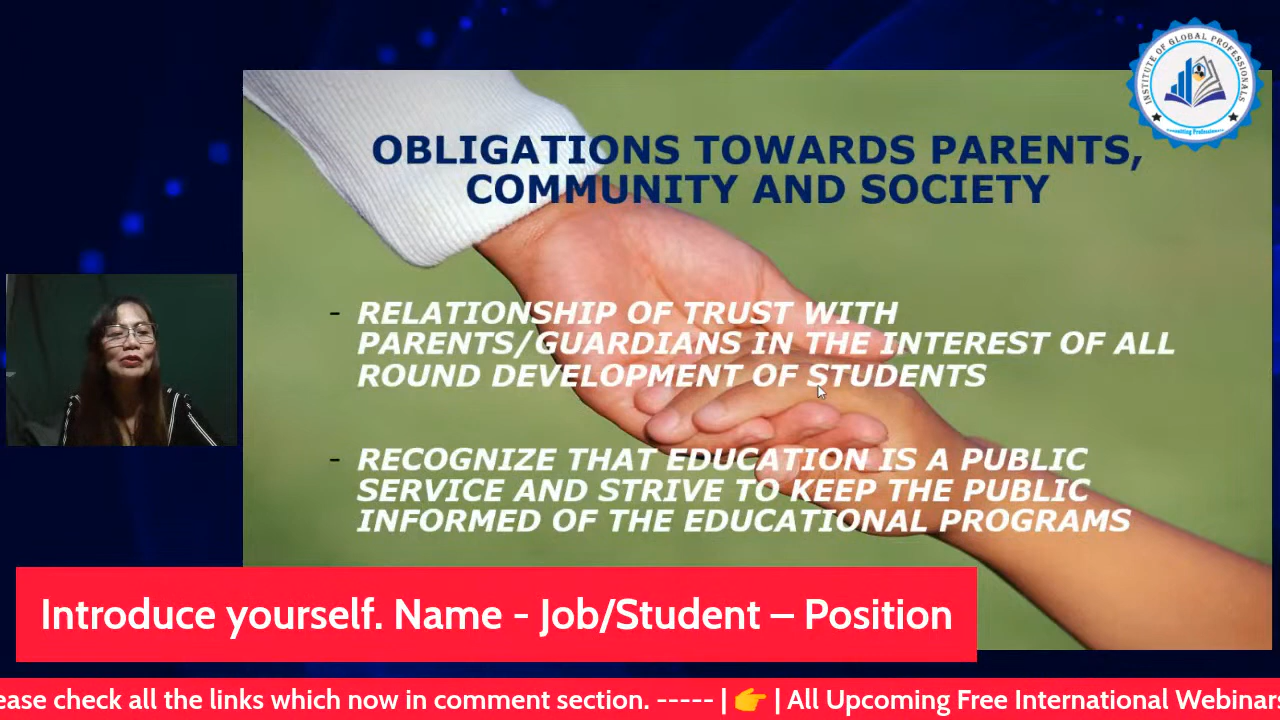 INSTITUTE OF GLOBAL PROFESSIONALS
Committing Professionals
OBLIGATIONS TOWARDS PARENTS,
COMMUNITY AND SOCIETY
- RELATIONSHIP OF TRUST WITH
PARENTS/GUARDIANS IN THE INTEREST OF ALL
ROUND DEVELOPMENT OF STUDENTS
- RECOGNIZE THAT EDUCATION IS A PUBLIC
SERVICE AND STRIVE TO KEEP THE PUBLIC
INFORMED OF THE EDUCATIONAL PROGRAMS
Introduce yourself. Name - Job/Student – Position
ease check all the links which now in comment section. ----- | 👉 | All Upcoming Free International Webinars